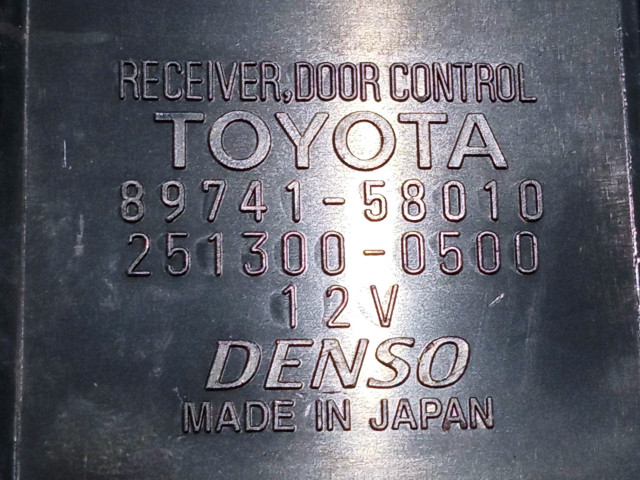 RECEIVER, DOOR CONTROL
TOYOTA
89741-58010
251300-0500
12V
DENSO
MADE IN JAPAN